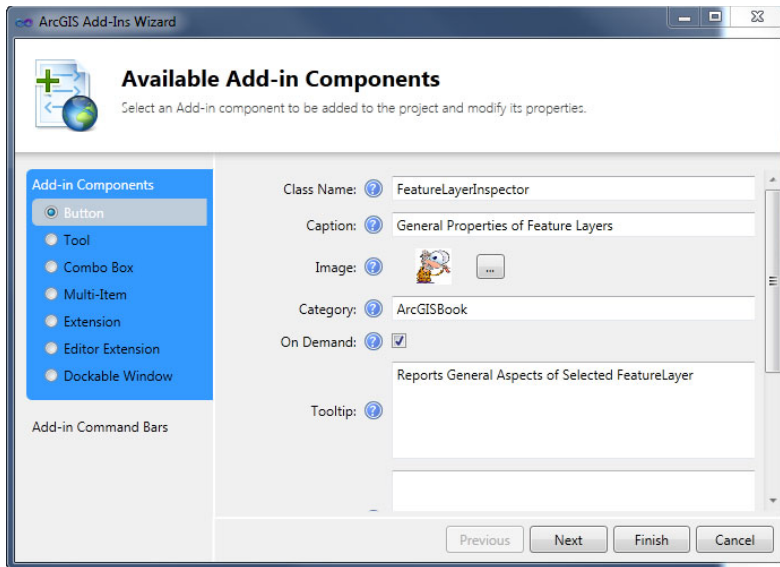 ArcGIS Add-Ins Wizard
Available Add-in Components
Select an Add-in component to be added to the project and modify its properties.
Add-in Components
Button
Tool
Combo Box
Multi-Item
Extension
Editor Extension
Dockable Window
Add-in Command Bars
Class Name: FeatureLayerInspector
Caption: General Properties of Feature Layers
Image: ...
Category: ArcGISBook
On Demand:
Tooltip: Reports General Aspects of Selected FeatureLayer
Previous Next Finish Cancel